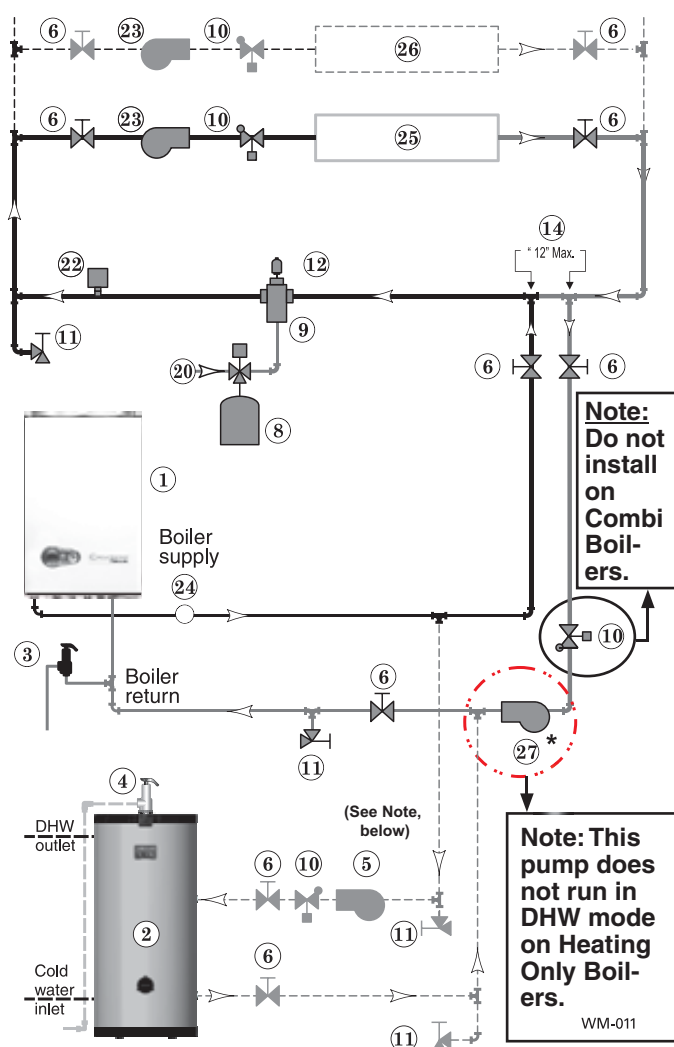 6 23 10 26 6
6 23 10 25 6
14
“ 12” Max.
22 12
9
11
20
6 6
8
Note:
Do not
install
on
Combi
Boil-
ers.
1
Boiler
supply
24
10
3
Boiler
return
6
27 *
11
4
(See Note,
below)
DHW
outlet
6 10 5
2
11
6
Cold
water
inlet
11
Note: This
pump does
not run in
DHW mode
on Heating
Only Boil-
ers.
WM-011